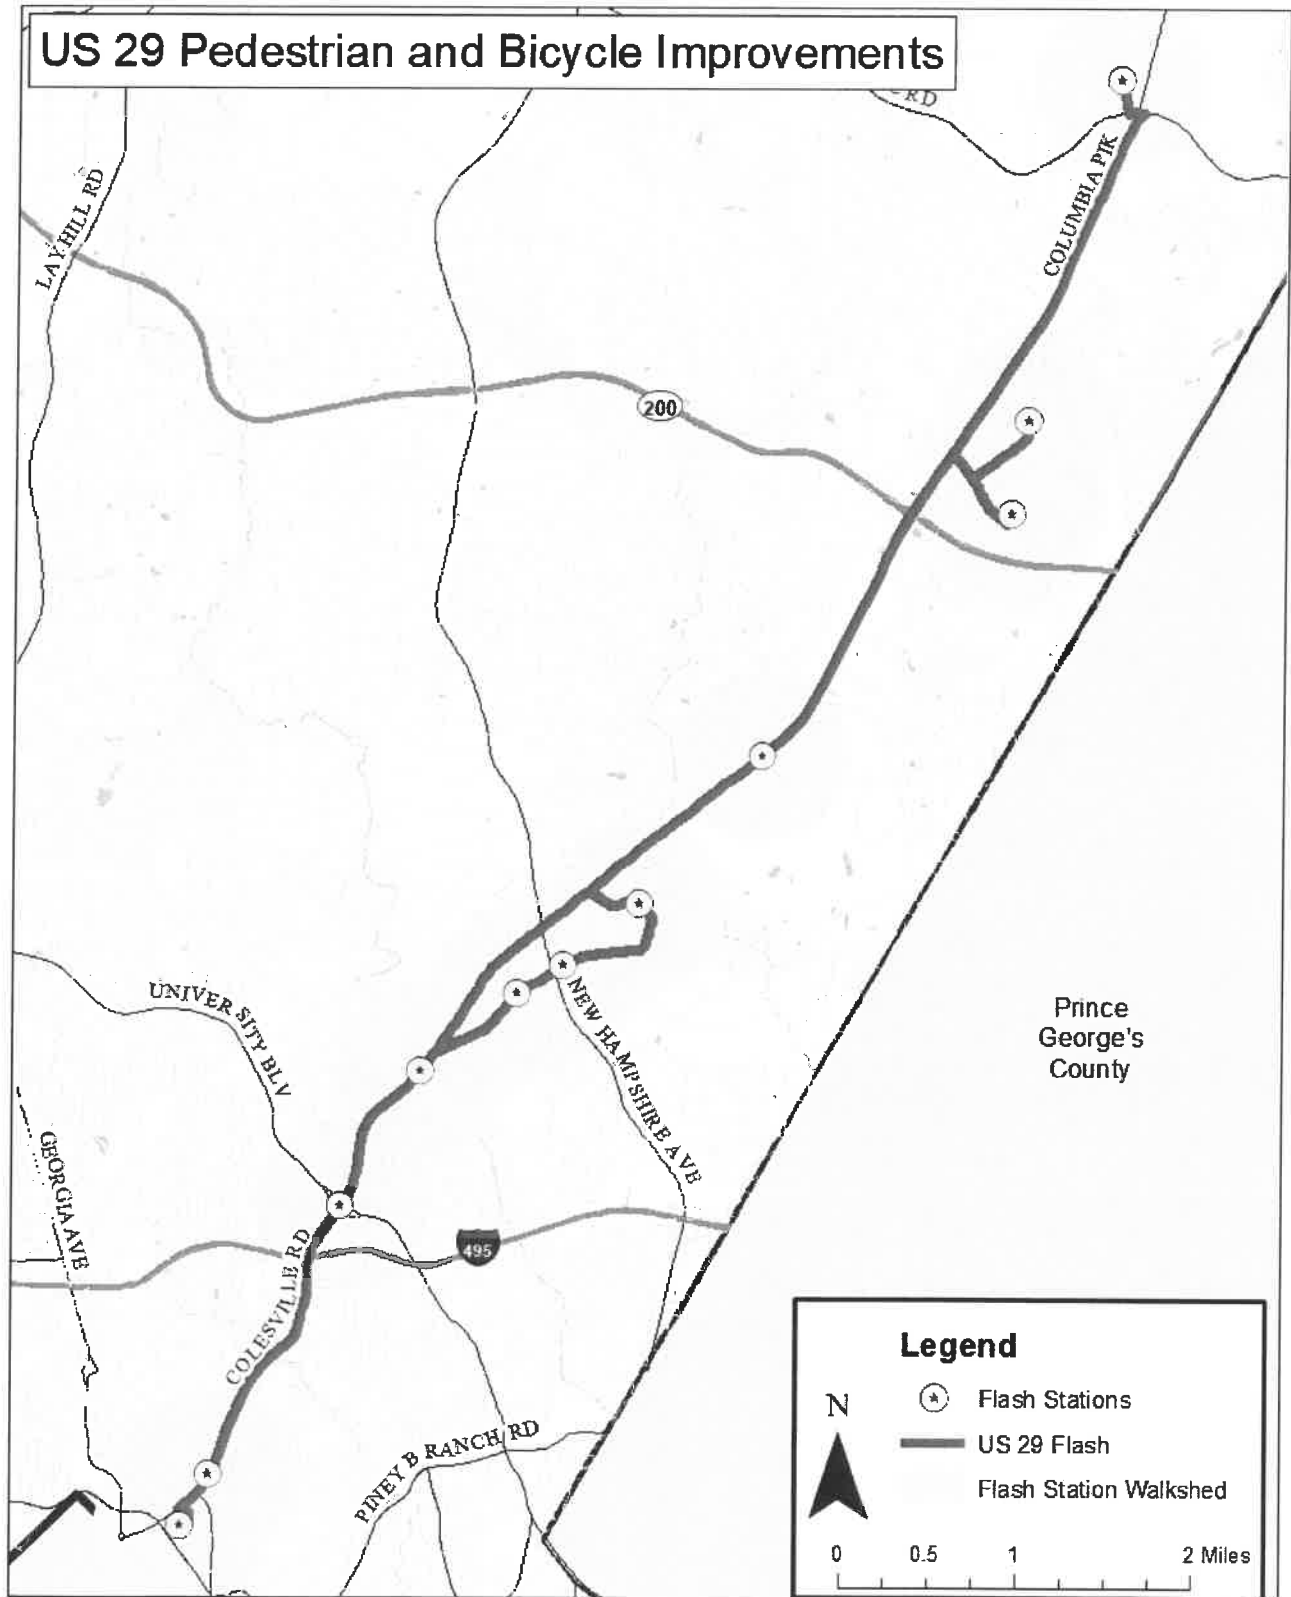 US 29 Pedestrian and Bicycle Improvements
RD
COLUMBIA PIK
LAYHILL RD
200
UNIVERSITY BLV
NEW HAMPSHIRE AVE
Prince
George's
County
GEORGIA AVE
495
COLESVILLE RD
PINEY B RANCH RD
Legend
N
Flash Stations
US 29 Flash
Flash Station Walkshed
0 0.5 1 2 Miles